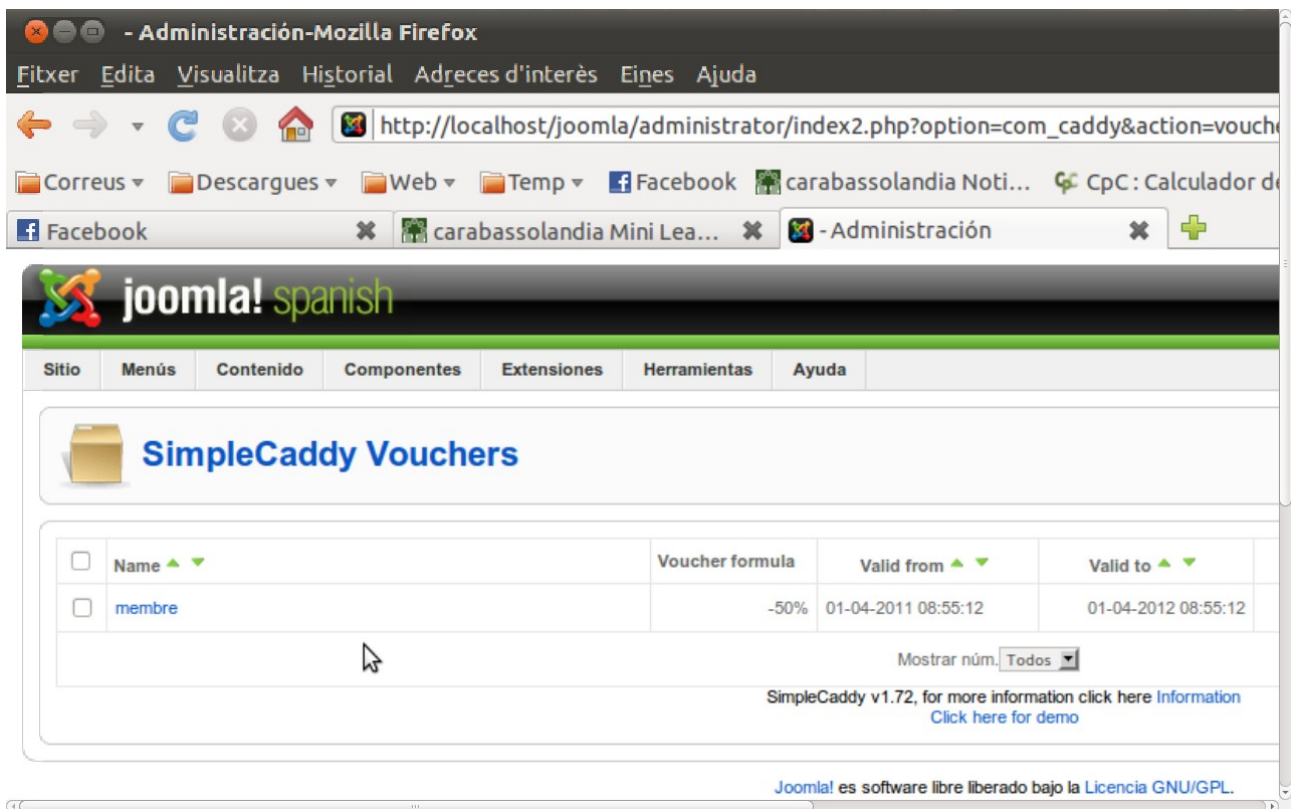 - Administración-Mozilla Firefox
Fitxer Edita Visualitza Historial Adreces d'interès Eines Ajuda
http://localhost/joomla/administrator/index2.php?option=com_caddy&action=vouche
Correus Descargues Web Temp Facebook carabassolandia Noti... CpC: Calculador de
Facebook carabassolandia Mini Lea... - Administración
joomla! spanish
Sitio Menús Contenido Componentes Extensiones Herramientas Ayuda
SimpleCaddy Vouchers
Name Voucher formula Valid from Valid to
membre -50% 01-04-2011 08:55:12 01-04-2012 08:55:12
Mostrar núm. Todos
SimpleCaddy v1.72, for more information click here Information
Click here for demo
Joomla! es software libre liberado bajo la Licencia GNU/GPL.